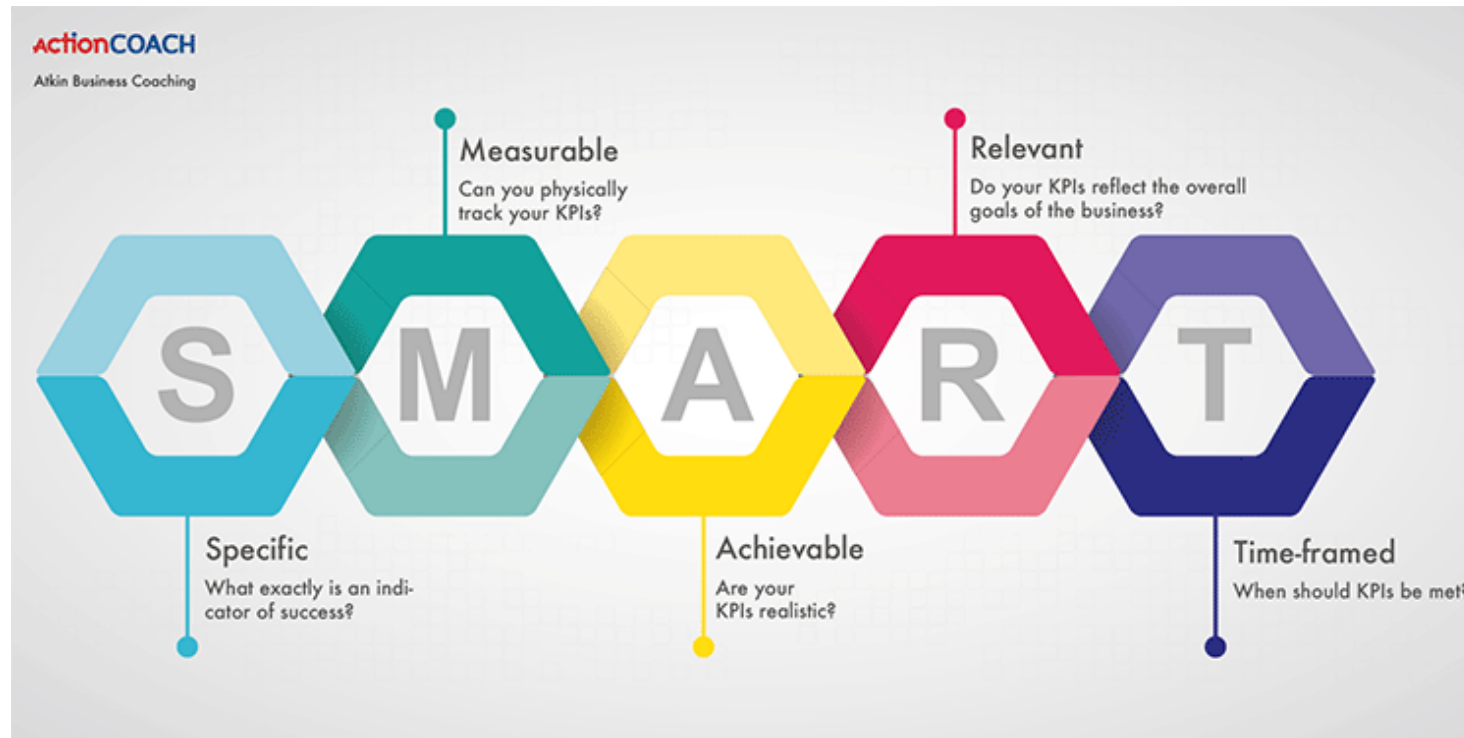 ActionCOACH
Atkin Business Coaching
Measurable
Can you physically
track your KPIs?
Relevant
Do your KPIs reflect the overall
goals of the business?
S M A R T
Specific
What exactly is an indi-
cator of success?
Achievable
Are your
KPIs realistic?
Time-framed
When should KPIs be met?